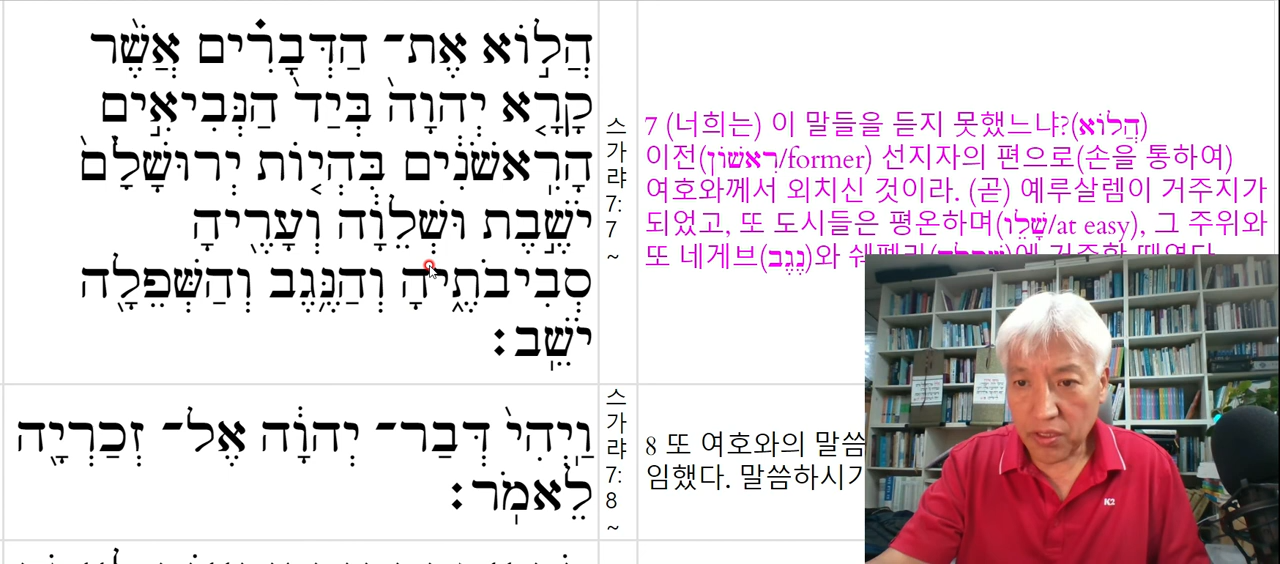 הֲל֣וֹא אֶת־ הַדְּבָרִ֗ים אֲשֶׁ֨ר
קָרָ֤א יְהוָה֙ בְּיַד֙ הַנְּבִיאִ֣ים
הָרִֽאשֹׁנִ֔ים בִּֽהְי֤וֹת יְרוּשָׁלִַ֙ם֙
יֹשֶׁ֣בֶת וּשְׁלֵוָ֔ה וְעָרֶ֖יהָ
סְבִיבֹתֶ֑יהָ וְהַנֶּ֥גֶב וְהַשְּׁפֵלָ֖ה
יֹשֵֽׁב׃
스가랴 7:7 ~
7 (너희는) 이 말들을 듣지 못했느냐?(הֲלוֹא)
이전(רִאשׁוֹן/former) 선지자의 편으로(손을 통하여)
여호와께서 외치신 것이라. (곧) 예루살렘이 거주지가
되었고, 또 도시들은 평온하며(שָׁלֵו/at easy), 그 주위와
또 네게브(נֶגֶב)와
וַֽיְהִי֙ דְּבַר־ יְהוָ֔ה אֶל־ זְכַרְיָ֖ה
לֵאמֹֽר׃
스가랴 7:8 ~
8 또 여호와의 말씀
임했다. 말씀하시기
K2